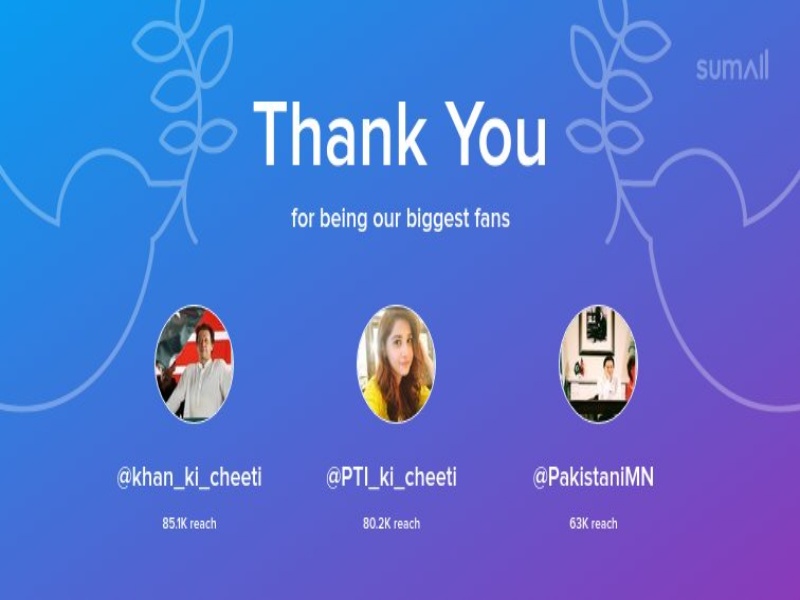 sumall
Thank You
for being our biggest fans
@khan_ki_cheeti @PTI_ki_cheeti @PakistaniMN
85.1K reach 80.2K reach 63K reach